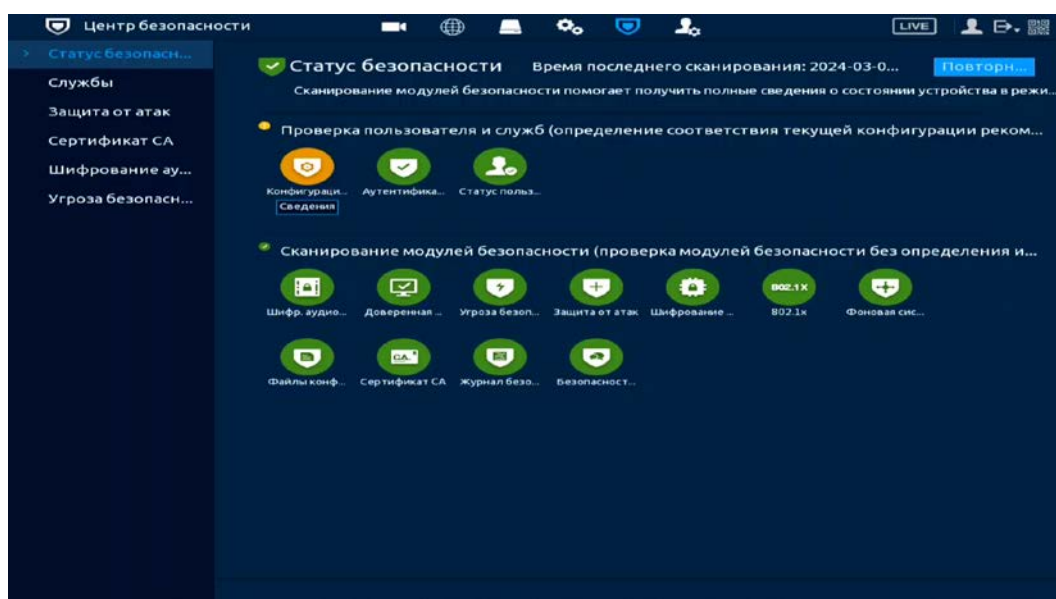 Центр безопасности
LIVE
Статус безопасн...
Службы
Защита от атак
Сертификат СА
Шифрование ау...
Угроза безопасн...
Статус безопасности Время последнего сканирования: 2024-03-0... Повторн...
Сканирование модулей безопасности помогает получить полные сведения о состоянии устройства в режи...
Проверка пользователя и служб (определение соответствия текущей конфигурации реком...
Конфигураци... Аутентифика... Статус польз...
Сведения
Сканирование модулей безопасности (проверка модулей безопасности без определения и...
802.1X
Шифр. аудио... Доверенная ... Угроза безоп... Защита от атак Шифрование ... 802.1x Фоновая сис...
CA.
Файлы конф... Сертификат СА Журнал безо... Безопасност...